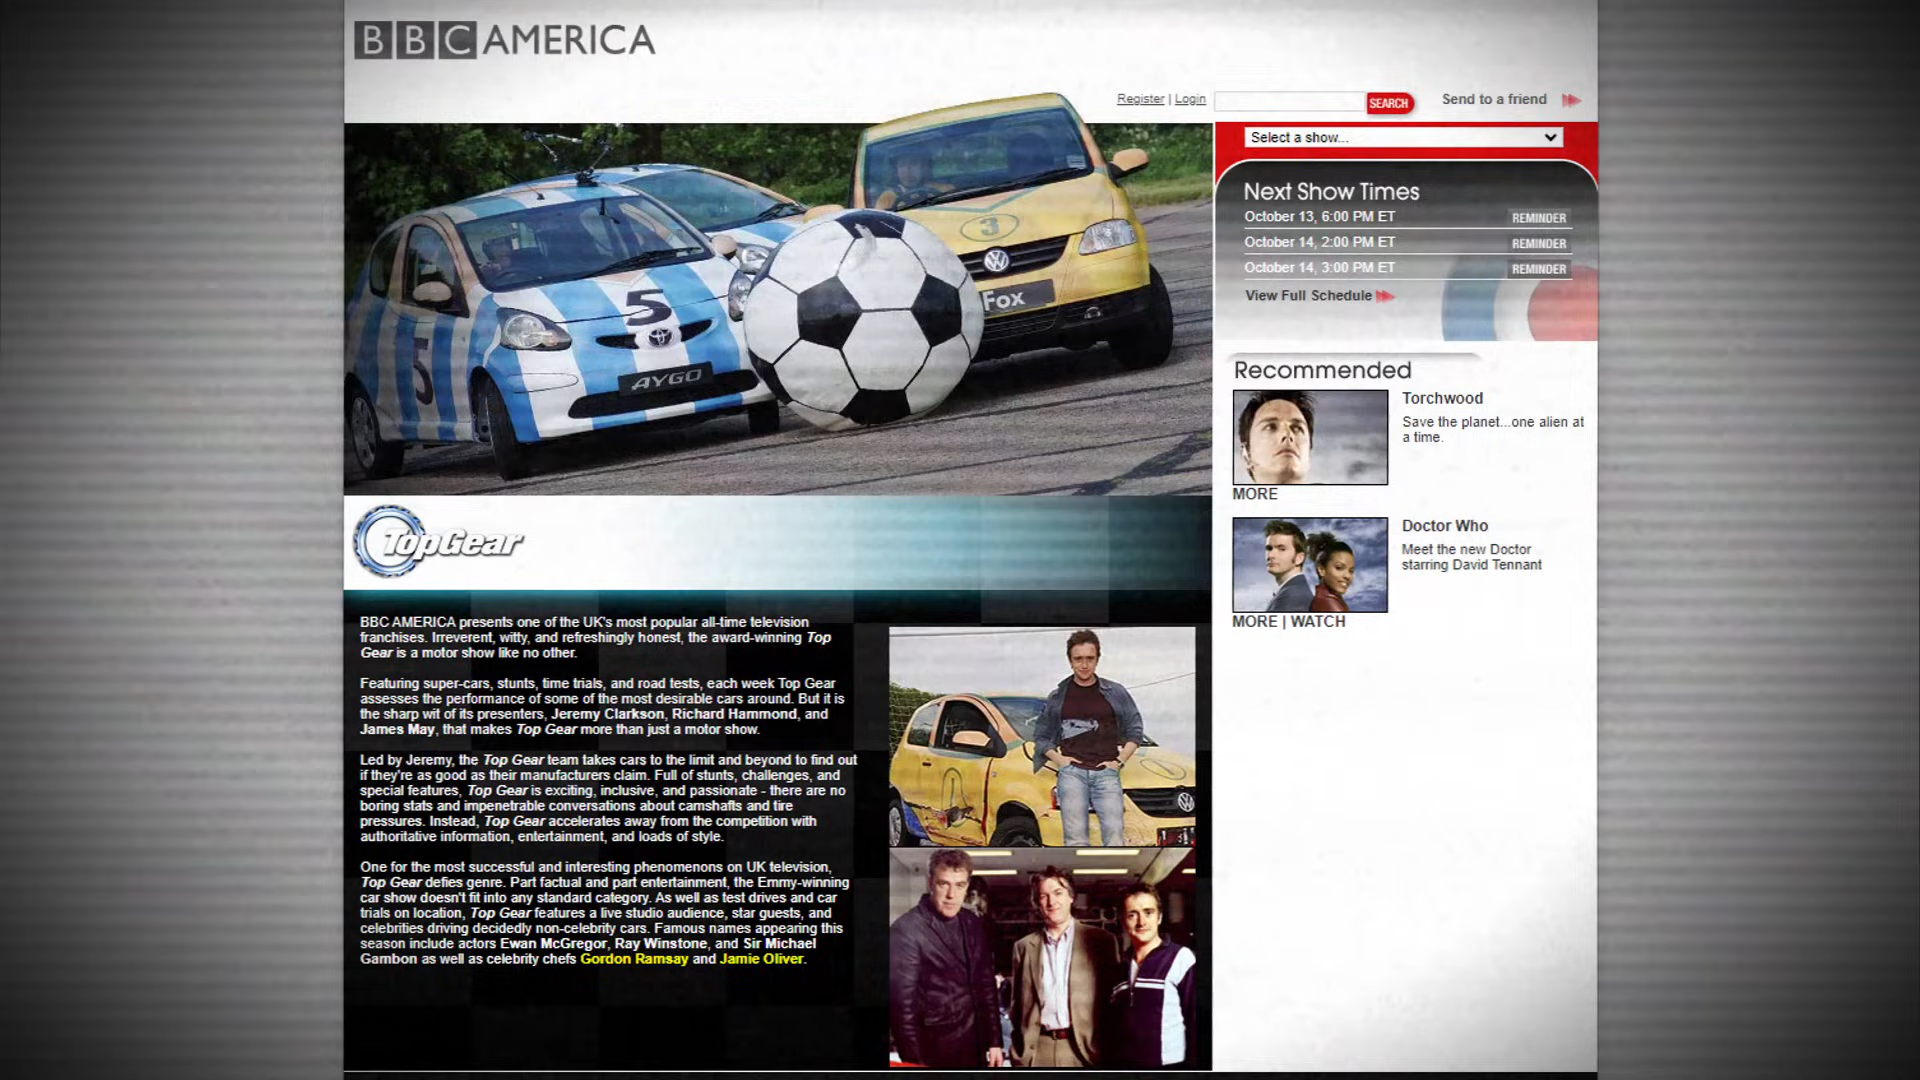 BBC AMERICA
Register | Login
SEARCH
Send to a friend
Select a show...
Next Show Times
October 13, 6:00 PM ET REMINDER
October 14, 2:00 PM ET REMINDER
October 14, 3:00 PM ET REMINDER
View Full Schedule
5
5
AYGO
3
Fox
Recommended
Torchwood
Save the planet...one alien at
a time.
MORE
Doctor Who
Meet the new Doctor
starring David Tennant
MORE | WATCH
TopGear
BBC AMERICA presents one of the UK's most popular all-time television
franchises. Irreverent, witty, and refreshingly honest, the award-winning Top
Gear is a motor show like no other.
Featuring super-cars, stunts, time trials, and road tests, each week Top Gear
assesses the performance of some of the most desirable cars around. But it is
the sharp wit of its presenters, Jeremy Clarkson, Richard Hammond, and
James May, that makes Top Gear more than just a motor show.
Led by Jeremy, the Top Gear team takes cars to the limit and beyond to find out
if they're as good as their manufacturers claim. Full of stunts, challenges, and
special features, Top Gear is exciting, inclusive, and passionate - there are no
boring stats and impenetrable conversations about camshafts and tire
pressures. Instead, Top Gear accelerates away from the competition with
authoritative information, entertainment, and loads of style.
One for the most successful and interesting phenomenons on UK television,
Top Gear defies genre. Part factual and part entertainment, the Emmy-winning
car show doesn't fit into any standard category. As well as test drives and car
trials on location, Top Gear features a live studio audience, star guests, and
celebrities driving decidedly non-celebrity cars. Famous names appearing this
season include actors Ewan McGregor, Ray Winstone, and Sir Michael
Gambon as well as celebrity chefs Gordon Ramsay and Jamie Oliver.